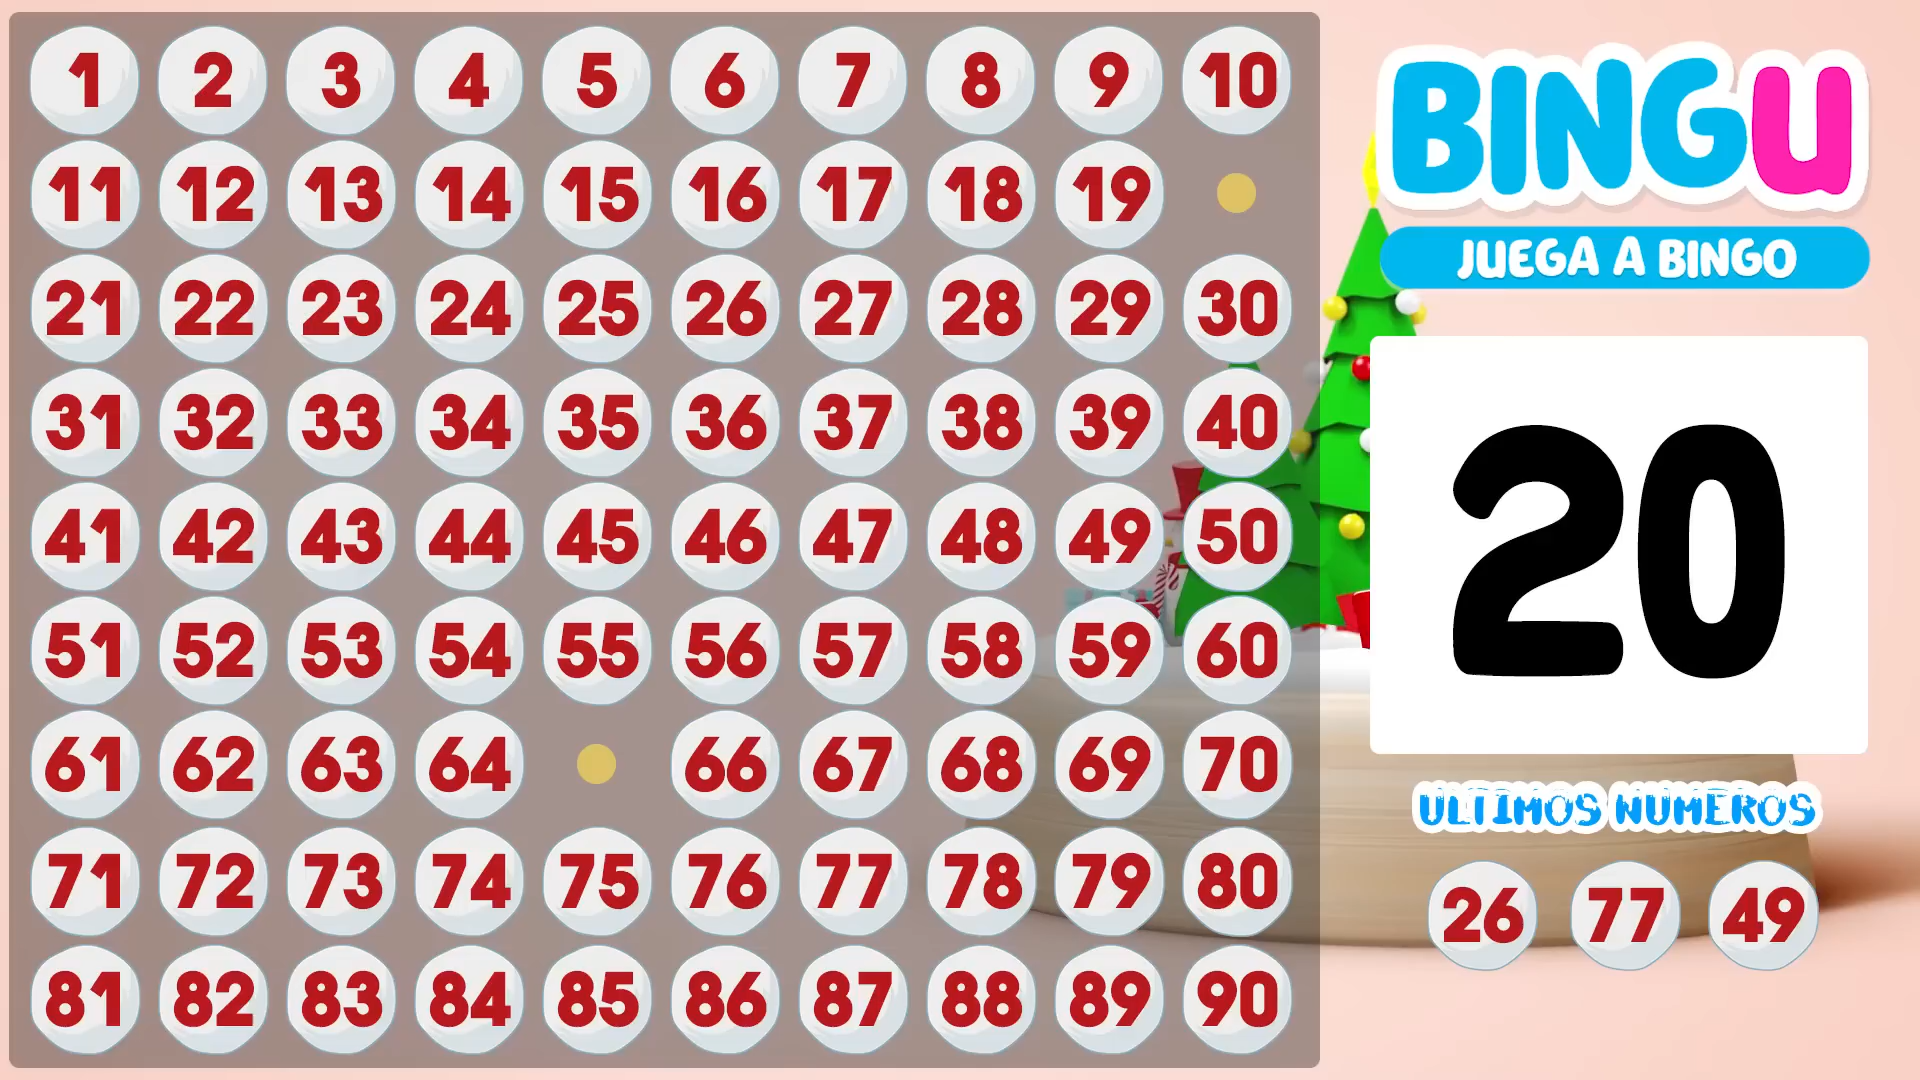 1 2 3 4 5 6 7 8 9 10
11 12 13 14 15 16 17 18 19
21 22 23 24 25 26 27 28 29 30
31 32 33 34 35 36 37 38 39 40
41 42 43 44 45 46 47 48 49 50
51 52 53 54 55 56 57 58 59 60
61 62 63 64 66 67 68 69 70
71 72 73 74 75 76 77 78 79 80
81 82 83 84 85 86 87 88 89 90
BINGU
JUEGA A BINGO
20
ULTIMOS NUMEROS
26 77 49